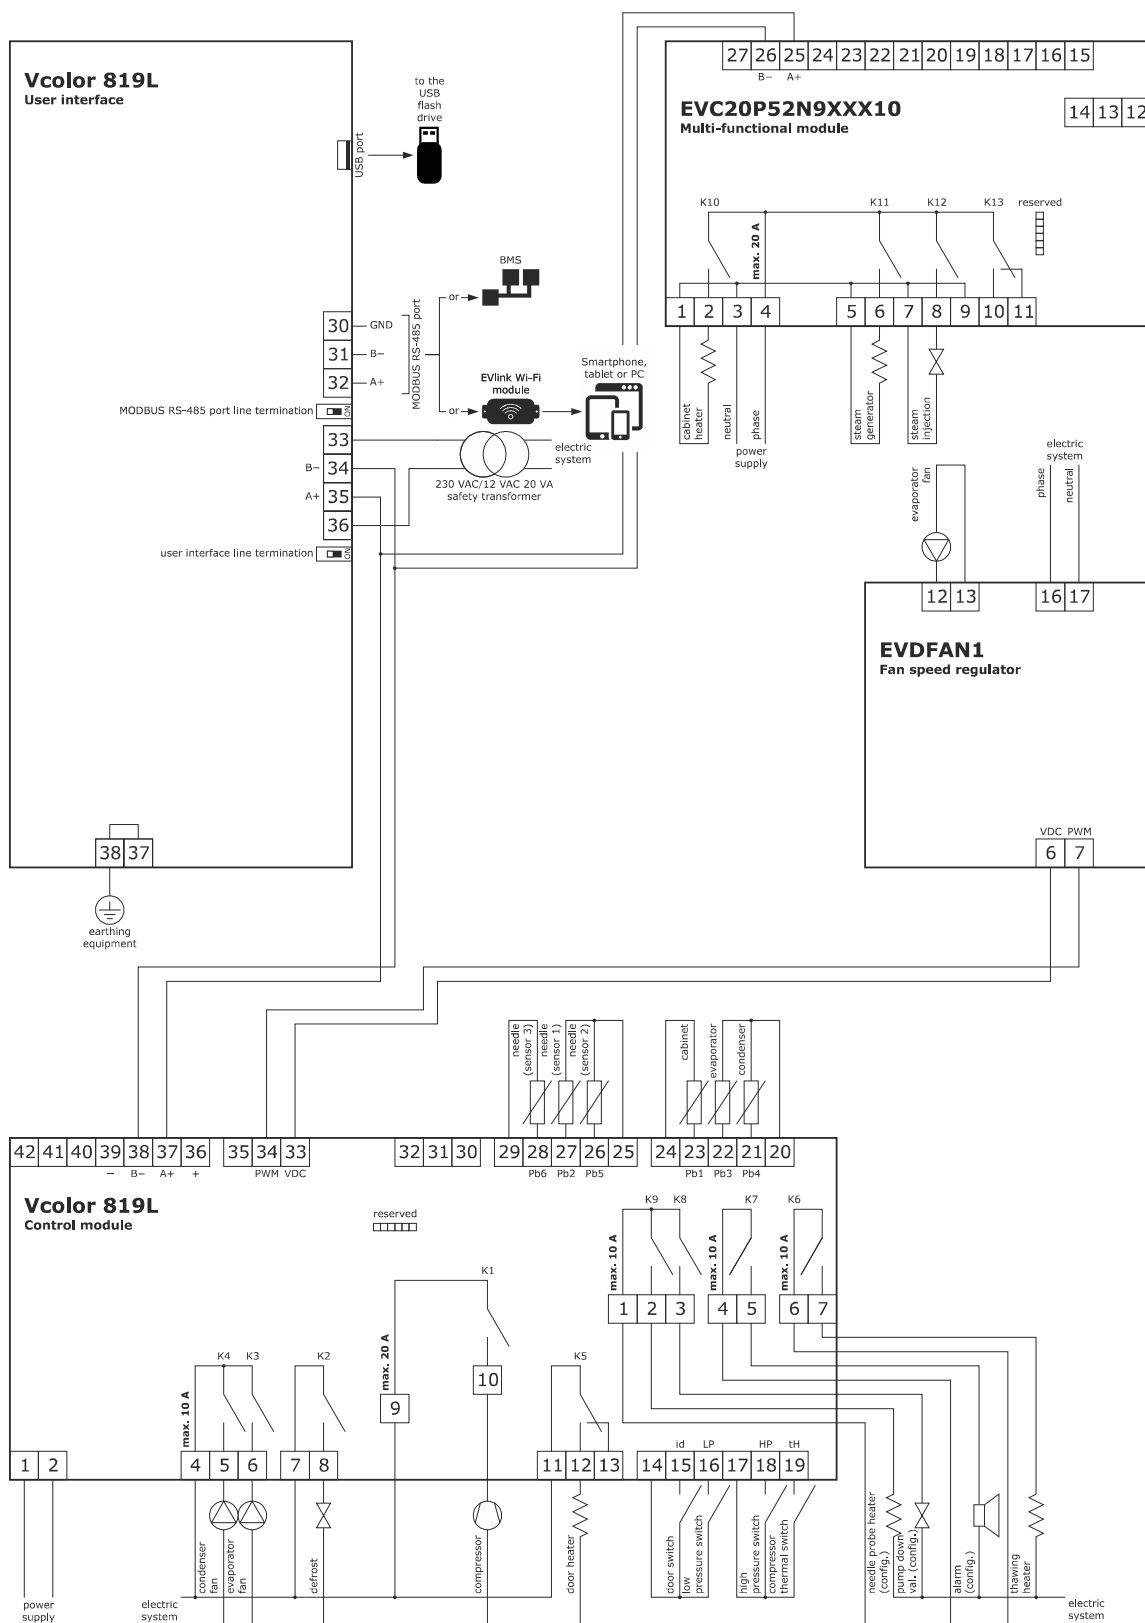 Vcolor 819L
User interface
to the
USB
flash
drive
USB port
27 26 25 24 23 22 21 20 19 18 17 16 15
B− A+
EVC20P52N9XXX10
Multi-functional module
14 13 12
K10 K11 K12 K13 reserved
max. 20 A
1 2 3 4 5 6 7 8 9 10 11
cabinet
heater
neutral
phase
power
supply
steam
generator
steam
injection
BMS
or
30 GND
31 B−
32 A+
MODBUS RS-485 port
EVlink Wi-Fi
module
or
Smartphone,
tablet or PC
MODBUS RS-485 port line termination ON
33
B− 34
A+ 35
36
electric
system
230 VAC/12 VAC 20 VA
safety transformer
user interface line termination ON
electric
system
phase
neutral
evaporator
fan
12 13 16 17
EVDFAN1
Fan speed regulator
VDC PWM
6 7
38 37
earthing
equipment
needle
(sensor 3)
needle
(sensor 1)
needle
(sensor 2)
cabinet
evaporator
condenser
42 41 40 39 38 37 36 35 34 33 32 31 30 29 28 27 26 25 24 23 22 21 20
− B− A+ + PWM VDC Pb6 Pb2 Pb5 Pb1 Pb3 Pb4
Vcolor 819L
Control module
reserved
K9 K8 K7 K6
max. 10 A
max. 10 A
max. 10 A
1 2 3 4 5 6 7
K1
max. 20 A
9 10
K4 K3 K2 K5
max. 10 A
id LP HP tH
1 2 4 5 6 7 8 11 12 13 14 15 16 17 18 19
power
supply
electric
system
condenser
fan
evaporator
fan
defrost
compressor
door heater
door switch
low
pressure switch
high
pressure switch
compressor
thermal switch
needle probe heater
(config.)
pump down
val. (config.)
alarm
(config.)
thawing
heater
electric
system